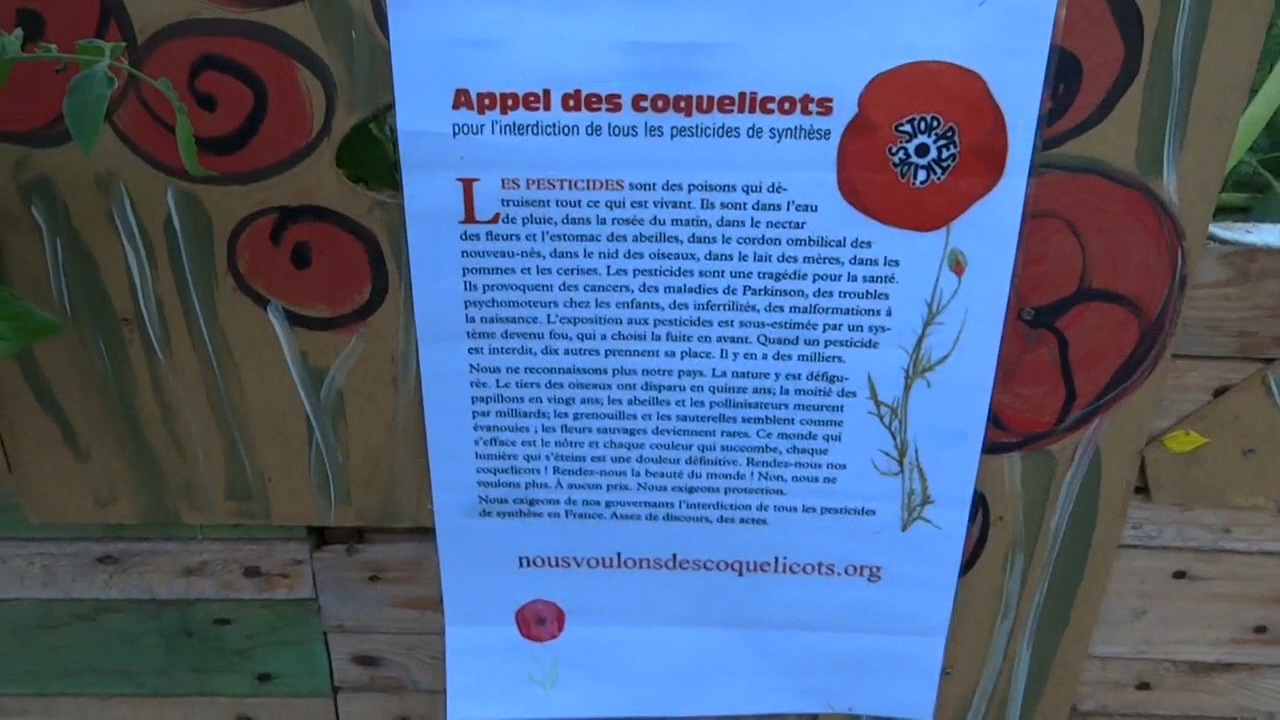 Appel des coquelicots
pour l'interdiction de tous les pesticides de synthèse
STOP PESTICIDES
LES PESTICIDES sont des poisons qui dé-
truisent tout ce qui est vivant. Ils sont dans l'eau
de pluie, dans la rosée du matin, dans le nectar
des fleurs et l'estomac des abeilles, dans le cordon ombilical des
nouveau-nés, dans le nid des oiseaux, dans le lait des mères, dans les
pommes et les cerises. Les pesticides sont une tragédie pour la santé.
Ils provoquent des cancers, des maladies de Parkinson, des troubles
psychomoteurs chez les enfants, des infertilités, des malformations à
la naissance. L'exposition aux pesticides est sous-estimée par un sys-
tème devenu fou, qui a choisi la fuite en avant. Quand un pesticide
est interdit, dix autres prennent sa place. Il y en a des milliers.
Nous ne reconnaissons plus notre pays. La nature y est défigu-
rée. Le tiers des oiseaux ont disparu en quinze ans; la moitié des
papillons en vingt ans; les abeilles et les pollinisateurs meurent
par milliards; les grenouilles et les sauterelles semblent comme
évanouies ; les fleurs sauvages deviennent rares. Ce monde qui
s'efface est le nôtre et chaque couleur qui succombe, chaque
lumière qui s'éteint est une douleur définitive. Rendez-nous nos
coquelicots ! Rendez-nous la beauté du monde ! Non, nous ne
voulons plus. À aucun prix. Nous exigeons protection.
Nous exigeons de nos gouvernants l'interdiction de tous les pesticides
de synthèse en France. Assez de discours, des actes.
nousvoulonsdescoquelicots.org